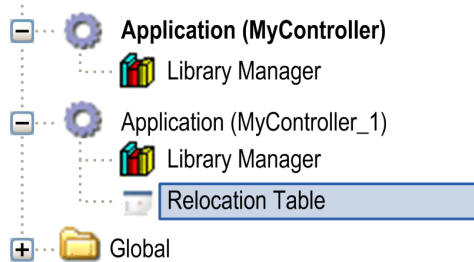 Application (MyController)
Library Manager
Application (MyController_1)
Library Manager
Relocation Table
Global